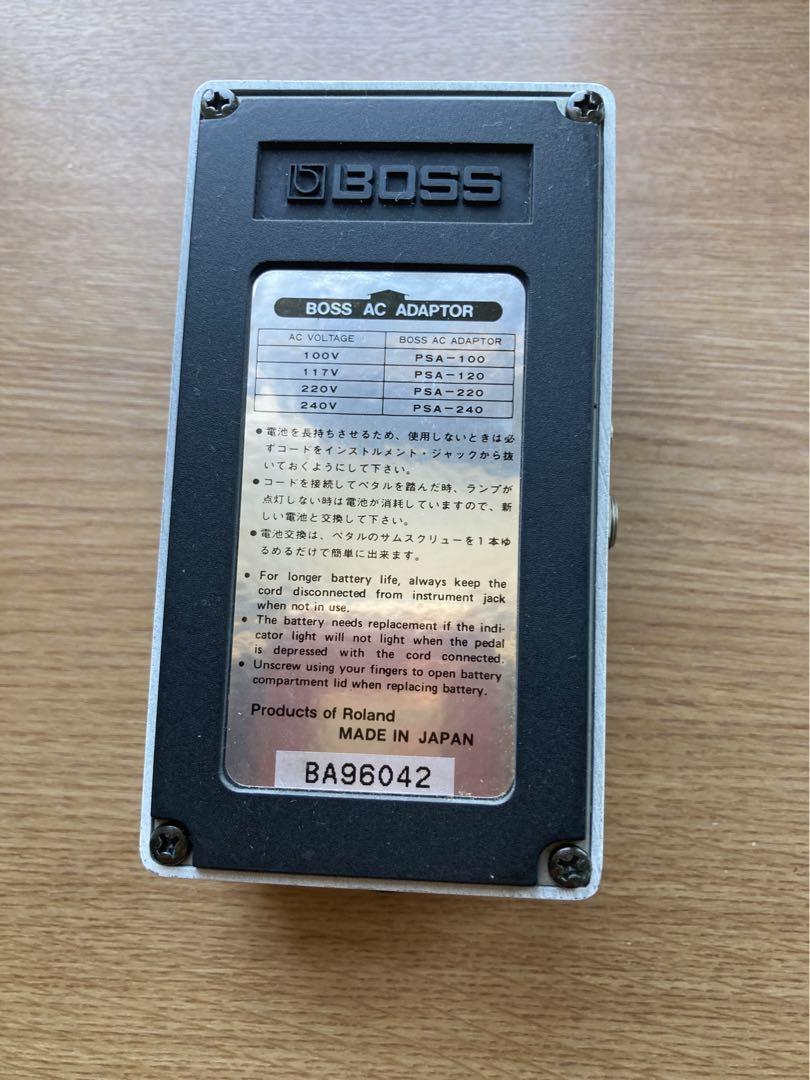 BOSS
BOSS AC ADAPTOR
AC VOLTAGE BOSS AC ADAPTOR
100V PSA-100
117V PSA-120
220V PSA-220
240V PSA-240
●電池を長持ちさせるため、使用しないときは必
ずコードをインストルメント・ジャックから抜
いておくようにして下さい。
●コードを接続してペタルを踏んだ時、ランプが
点灯しない時は電池が消耗していますので、新
しい電池と交換して下さい。
●電池交換は、ペタルのサムスクリューを1本ゆ
るめるだけで簡単に出来ます。
● For longer battery life, always keep the
cord disconnected from instrument jack
when not in use.
● The battery needs replacement if the indi-
cator light will not light when the pedal
is depressed with the cord connected.
● Unscrew using your fingers to open battery
compartment lid when replacing battery.
Products of Roland
MADE IN JAPAN
BA96042